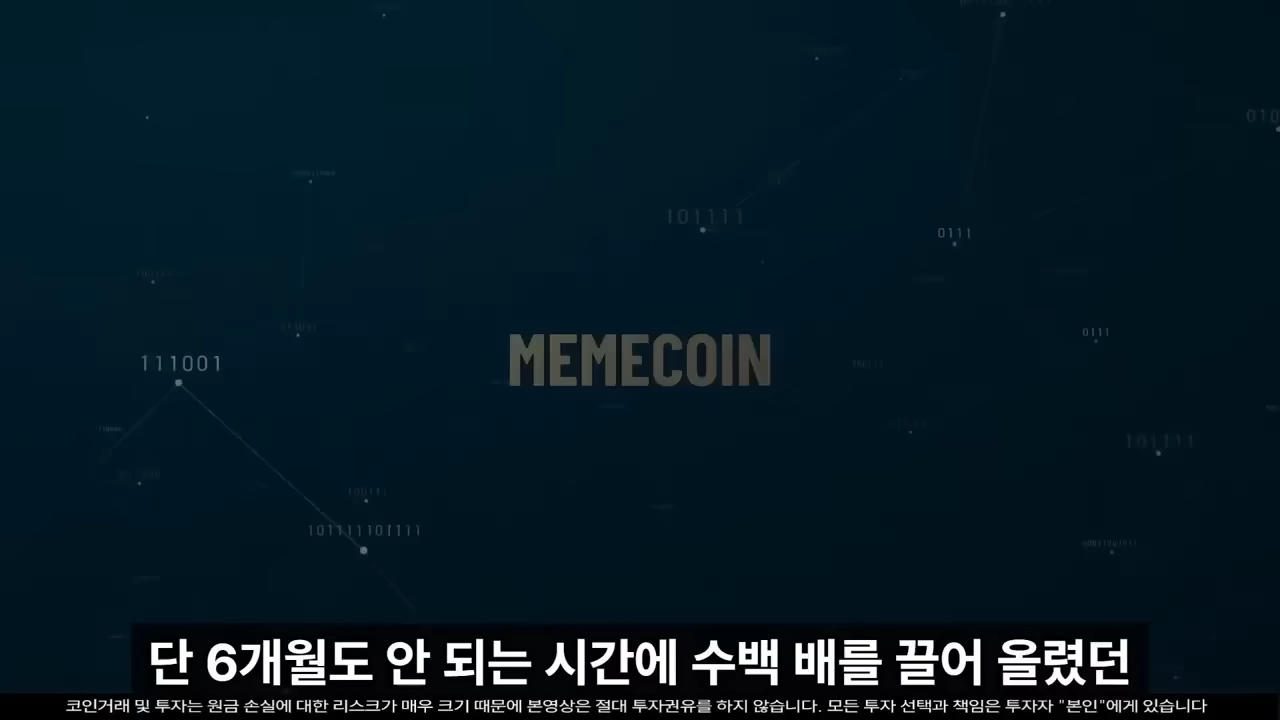 101111
0111
0111
111001
MEMECOIN
101111
101111101111
단 6개월도 안 되는 시간에 수백 배를 끌어 올렸던
코인거래 및 투자는 원금 손실에 대한 리스크가 매우 크기 때문에 본영상은 절대 투자권유를 하지 않습니다. 모든 투자 선택과 책임은 투자자 "본인"에게 있습니다